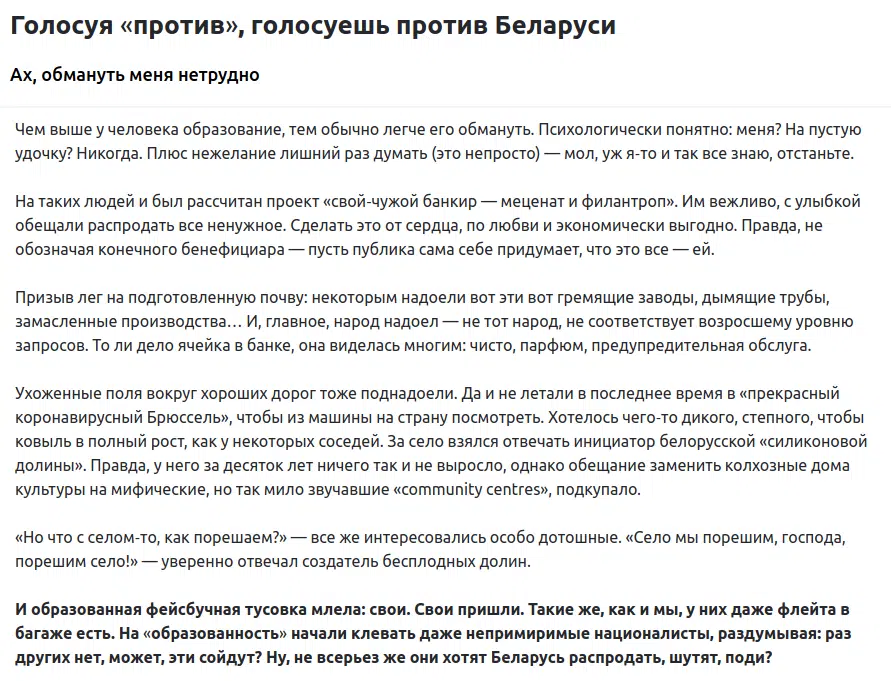 Голосуя «против», голосуешь против Беларуси
Ах, обмануть меня нетрудно
Чем выше у человека образование, тем обычно легче его обмануть. Психологически понятно: меня? На пустую
удочку? Никогда. Плюс нежелание лишний раз думать (это непросто) — мол, уж я-то и так все знаю, отстаньте.
На таких людей и был рассчитан проект «свой-чужой банкир — меценат и филантроп». Им вежливо, с улыбкой
обещали распродать все ненужное. Сделать это от сердца, по любви и экономически выгодно. Правда, не
обозначая конечного бенефициара — пусть публика сама себе придумает, что это все — ей.
Призыв лег на подготовленную почву: некоторым надоели вот эти вот гремящие заводы, дымящие трубы,
замасленные производства… И, главное, народ надоел — не тот народ, не соответствует возросшему уровню
запросов. То ли дело ячейка в банке, она виделась многим: чисто, парфюм, предупредительная обслуга.
Ухоженные поля вокруг хороших дорог тоже поднадоели. Да и не летали в последнее время в «прекрасный
коронавирусный Брюссель», чтобы из машины на страну посмотреть. Хотелось чего-то дикого, степного, чтобы
ковыль в полный рост, как у некоторых соседей. За село взялся отвечать инициатор белорусской «силиконовой
долины». Правда, у него за десяток лет ничего так и не выросло, однако обещание заменить колхозные дома
культуры на мифические, но так мило звучавшие «community centres», подкупало.
«Но что с селом-то, как порешаем?» — все же интересовались особо дотошные. «Село мы порешим, господа,
порешим село!» — уверенно отвечал создатель бесплодных долин.
И образованная фейсбучная тусовка млела: свои. Свои пришли. Такие же, как и мы, у них даже флейта в
багаже есть. На «образованность» начали клевать даже непримиримые националисты, раздумывая: раз
других нет, может, эти сойдут? Ну, не всерьез же они хотят Беларусь распродать, шутят, поди?